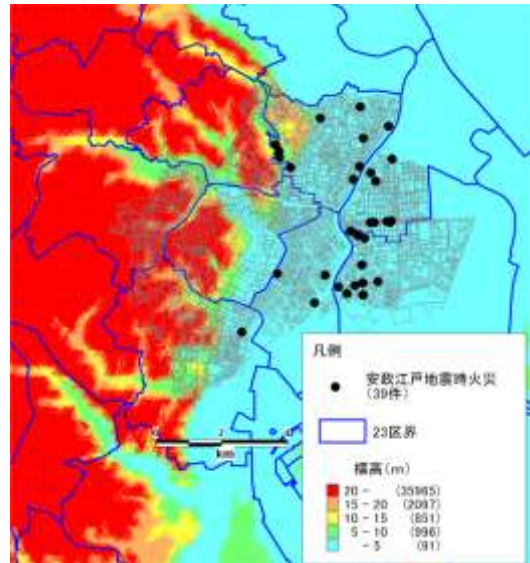 凡例
安政江戸地震時火災
(39件)
23区界
標高(m)
20 - (35965)
15 - 20 (2097)
10 - 15 (851)
5 - 10 (996)
- 5 (91)
2
km